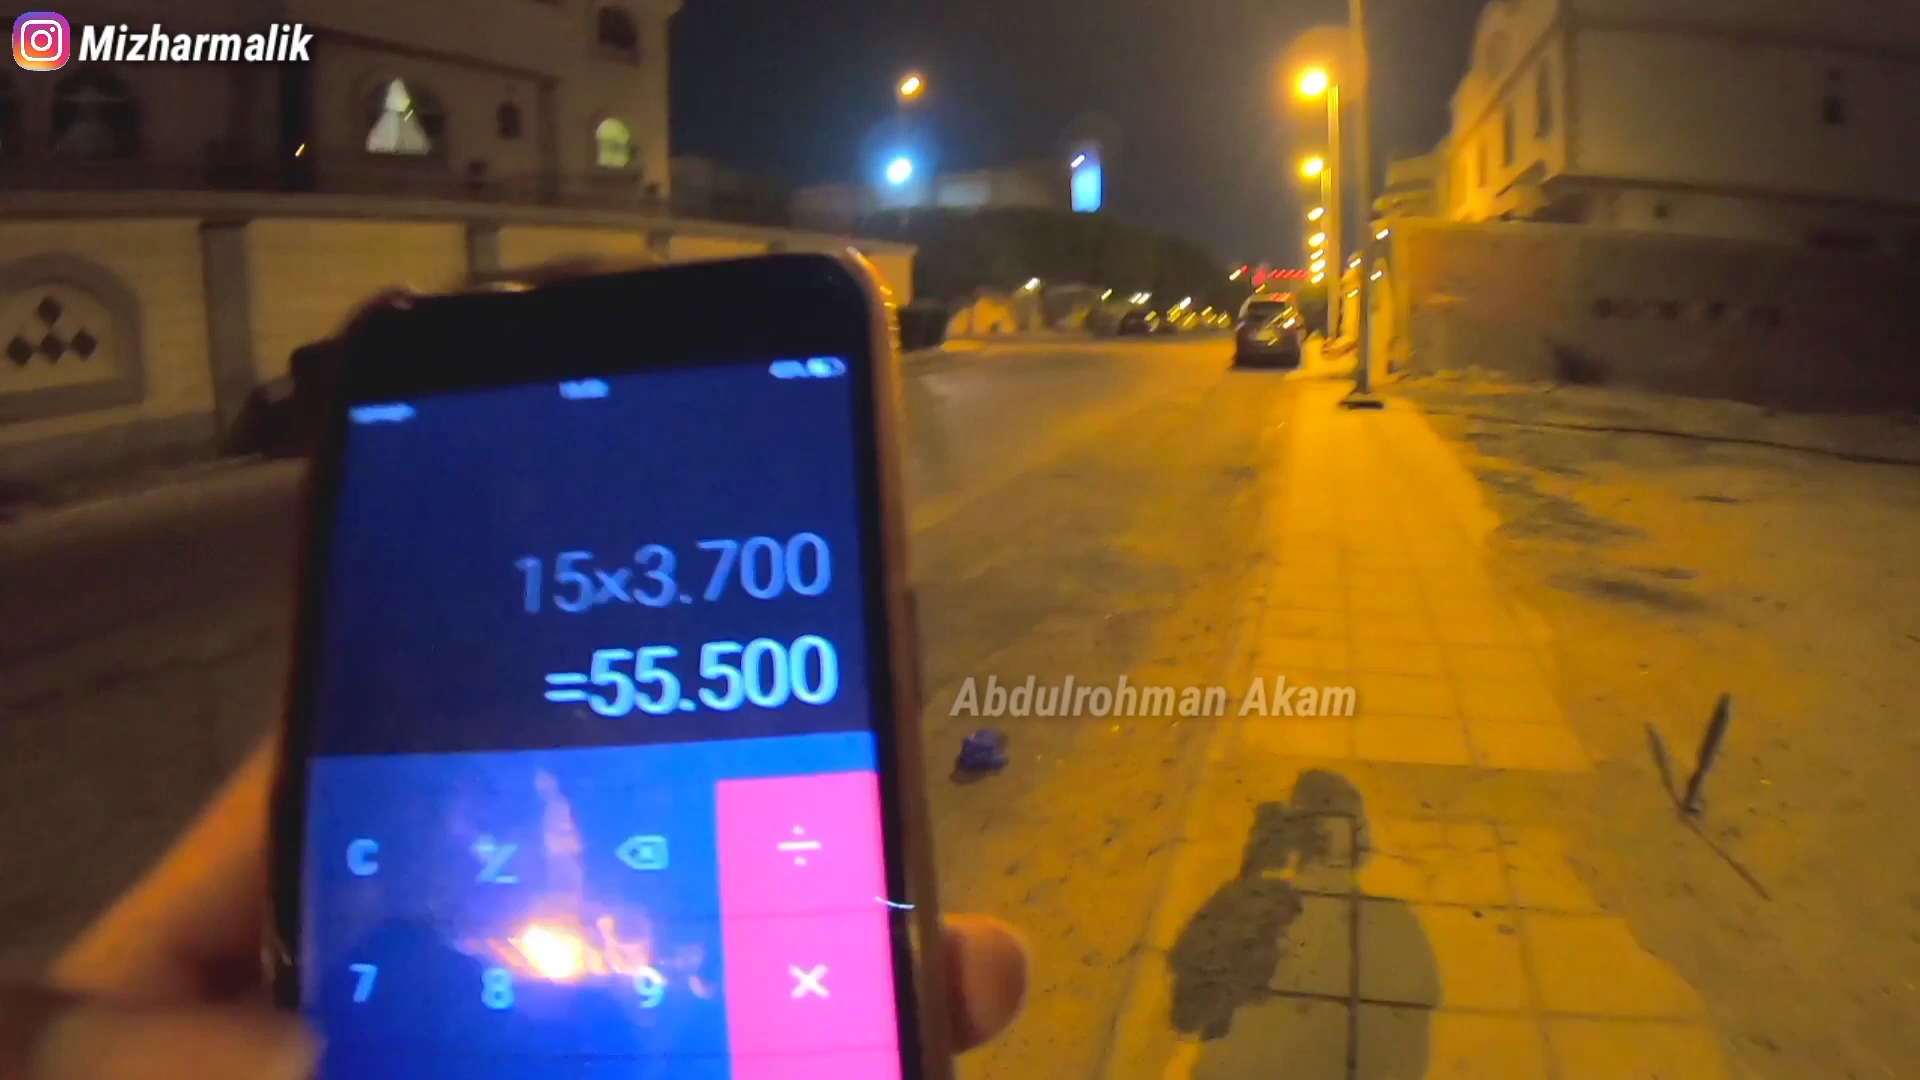 Mizharmalik
15x3.700
=55.500
Abdulrohman Akam
C
÷
7
8
9
×